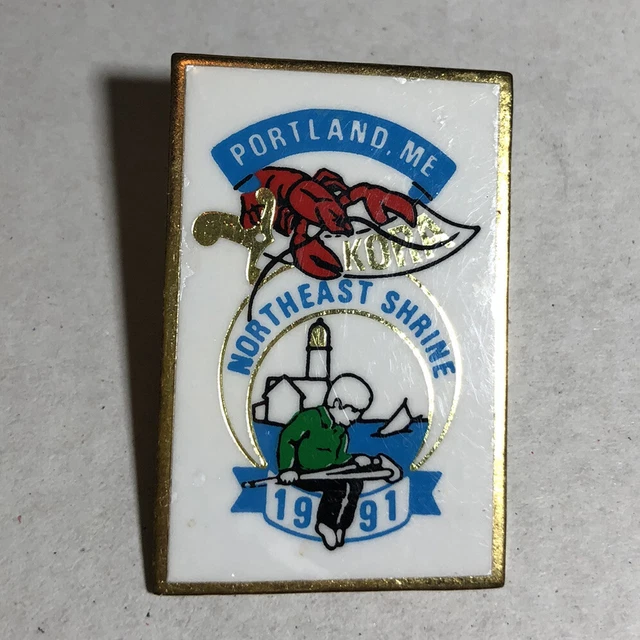 PORTLAND, ME
KORA
NORTHEAST SHRINE
1991